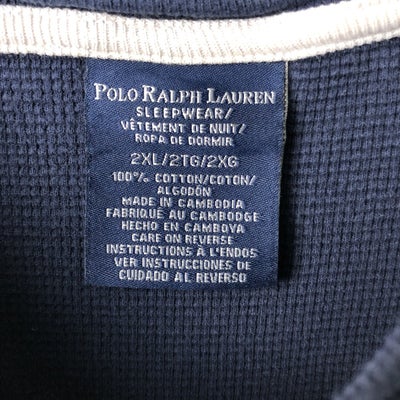 POLO RALPH LAUREN
SLEEPWEAR/
VÊTEMENT DE NUIT/
ROPA DE DORMIR
2XL/2TG/2XG
100% COTTON/COTON/
ALGODÓN
MADE IN CAMBODIA
FABRIQUÉ AU CAMBODGE
HECHO EN CAMBOYA
CARE ON REVERSE
INSTRUCTIONS À L'ENDOS
VER INSTRUCCIONES DE
CUIDADO AL REVERSO